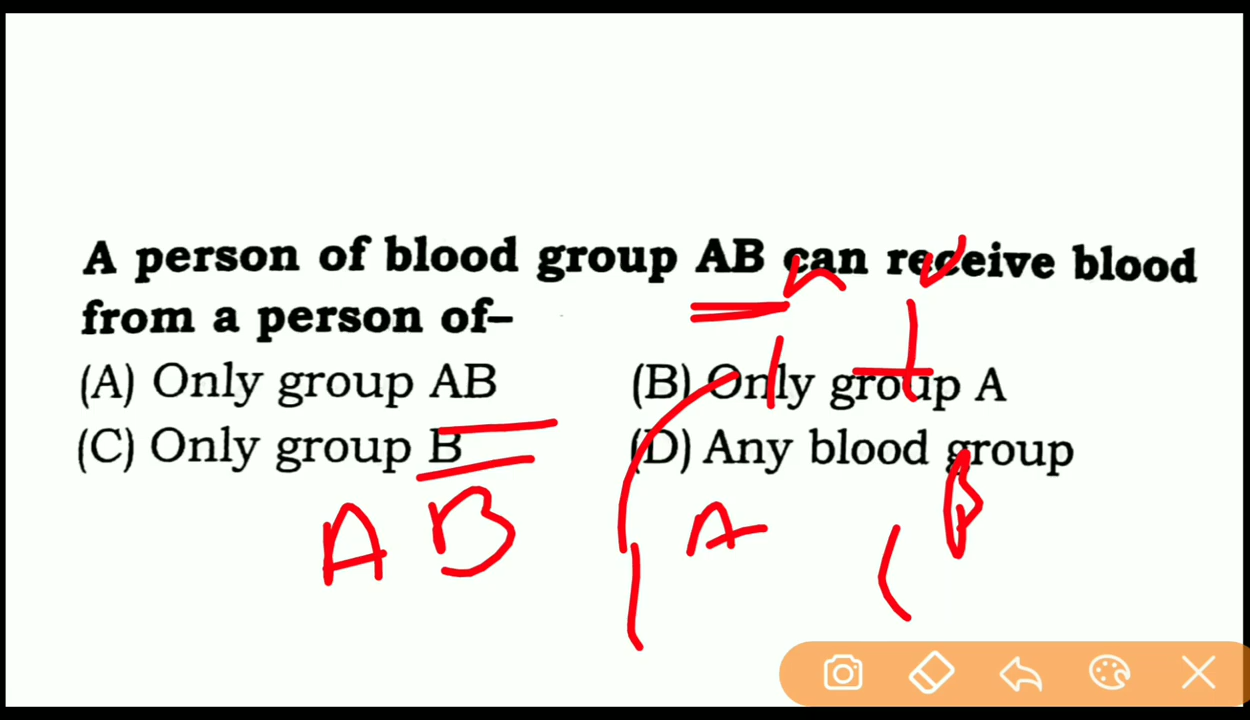 A person of blood group AB can receive blood
from a person of–
(A) Only group AB (B) Only group A
(C) Only group B (D) Any blood group
A B A B